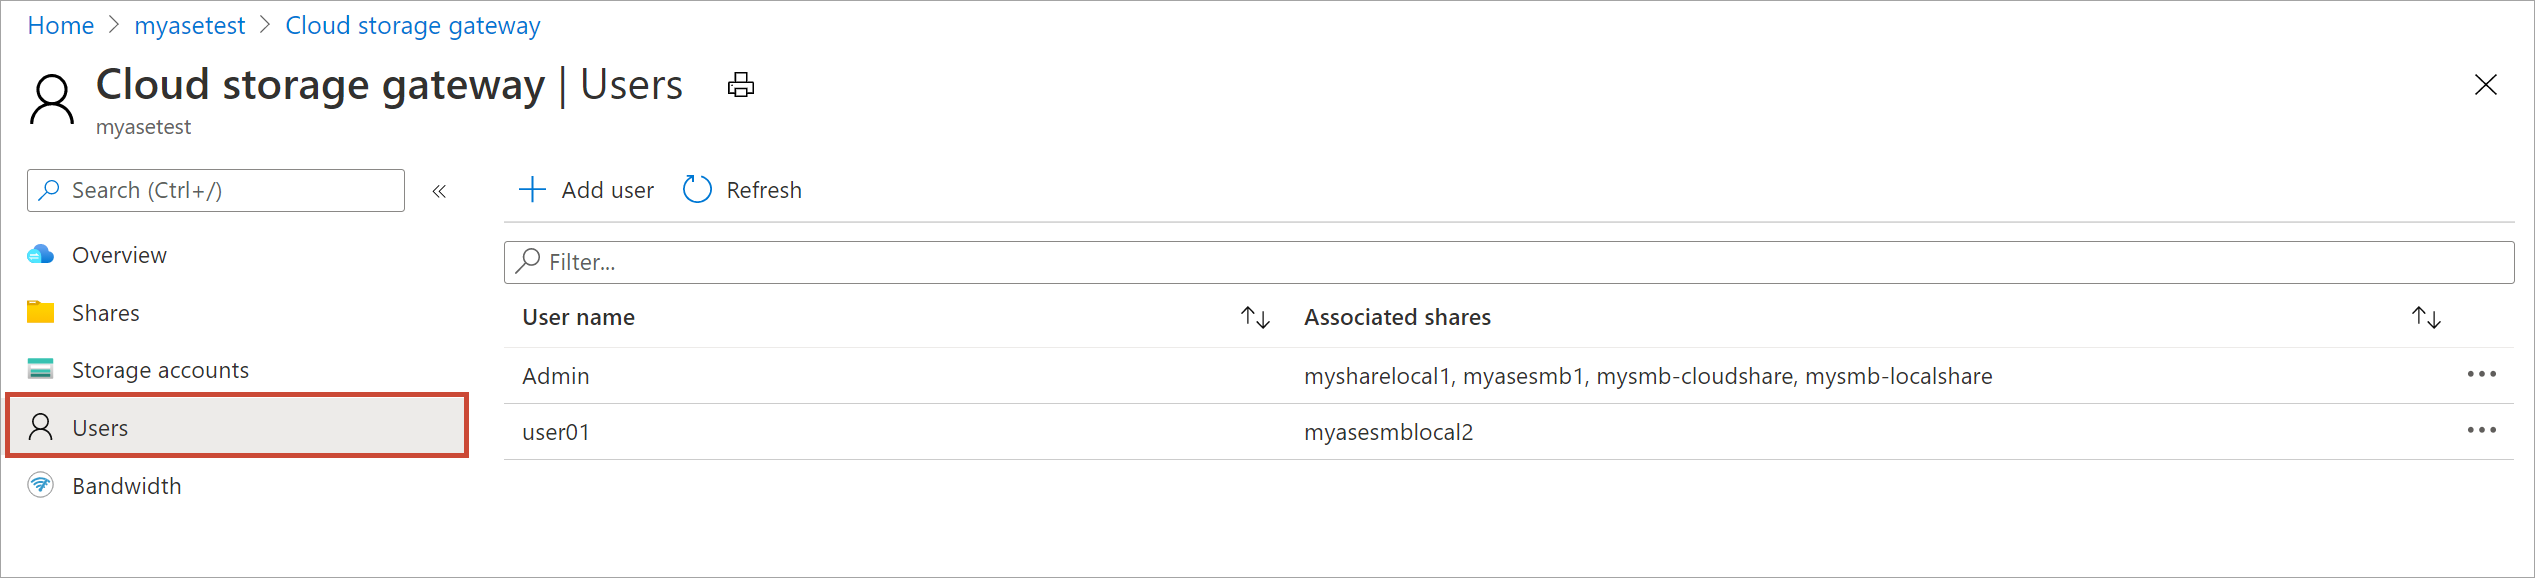 Home > myasetest > Cloud storage gateway
Cloud storage gateway | Users
myasetest
Search (Ctrl+/)
«
Add user
Refresh
Overview
Shares
Storage accounts
Users
Bandwidth
Filter...
User name
Associated shares
Admin
mysharelocal1, myasesmb1, mysmb-cloudshare, mysmb-localshare
user01
myasesmblocal2